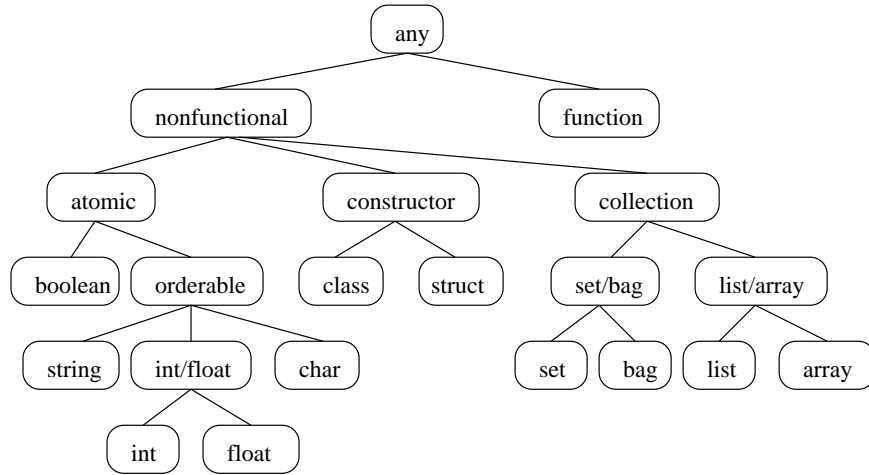 any
nonfunctional function
atomic constructor collection
boolean orderable class struct set/bag list/array
string int/float char set bag list array
int float